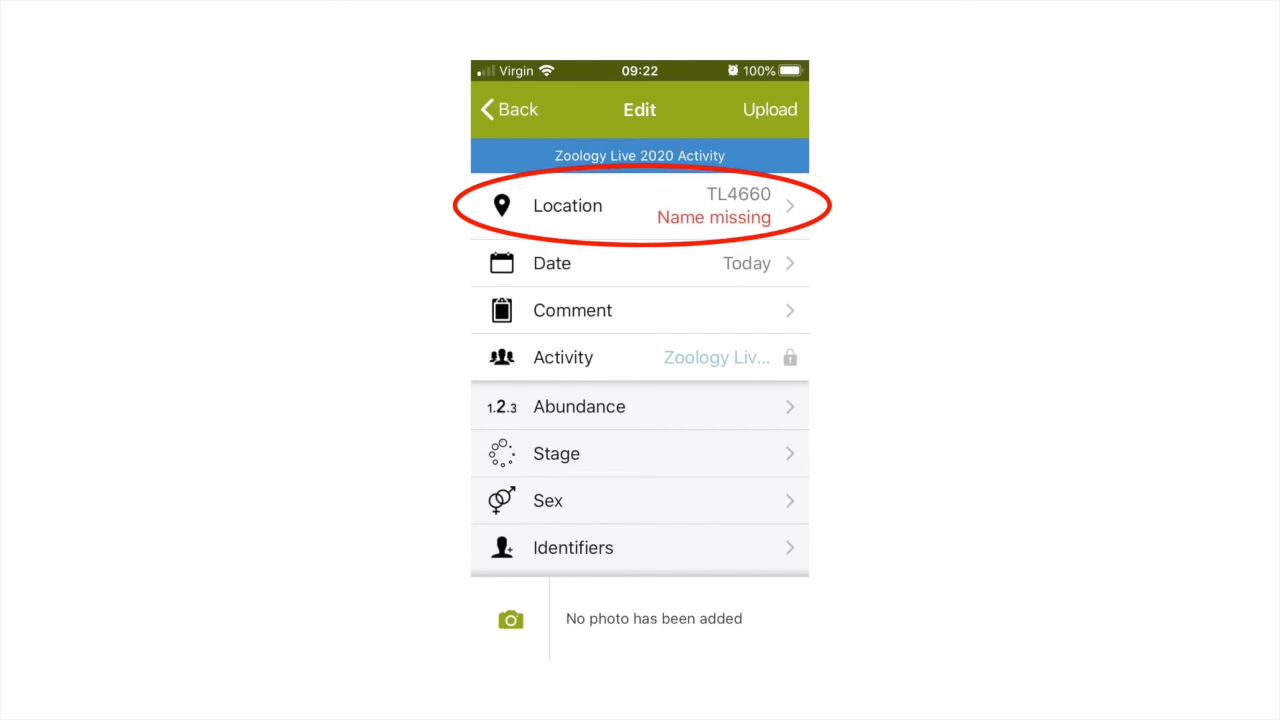 Virgin 09:22 100%
Back Edit Upload
Zoology Live 2020 Activity
Location TL4660
Name missing
Date Today
Comment
Activity Zoology Liv...
1.2.3 Abundance
Stage
Sex
Identifiers
No photo has been added